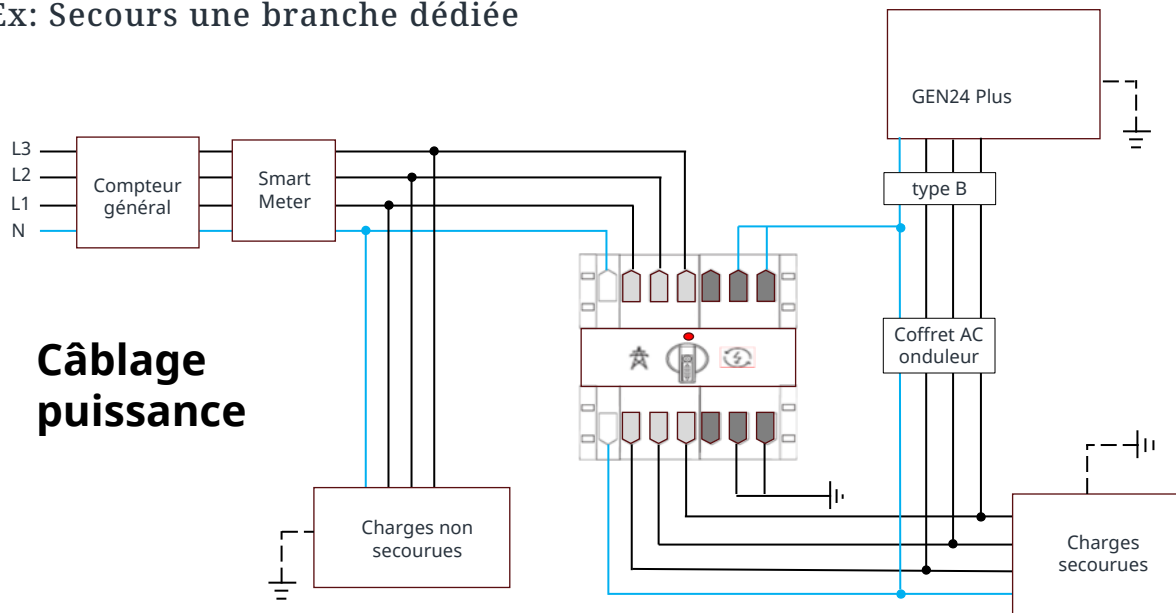 Ex: Secours une branche dédiée
GEN24 Plus
L3
L2
L1
N
Compteur
général
Smart
Meter
type B
Coffret AC
onduleur
Câblage
puissance
Charges non
secourues
Charges
secourues